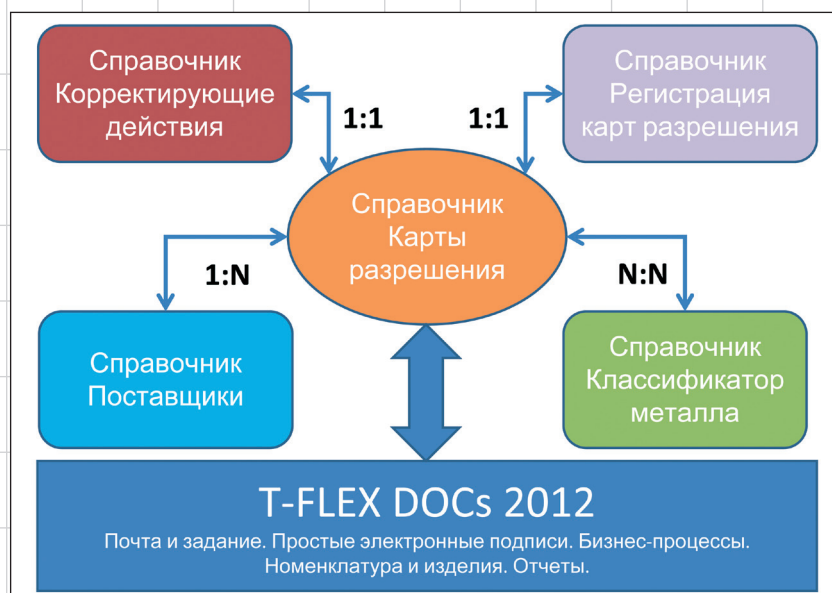 Справочник
Корректирующие
действия
1:1
1:1
Справочник
Регистрация
карт разрешения
Справочник
Карты
разрешения
1:N
N:N
Справочник
Поставщики
Справочник
Классификатор
металла
T-FLEX DOCs 2012
Почта и задание. Простые электронные подписи. Бизнес-процессы.
Номенклатура и изделия. Отчеты.